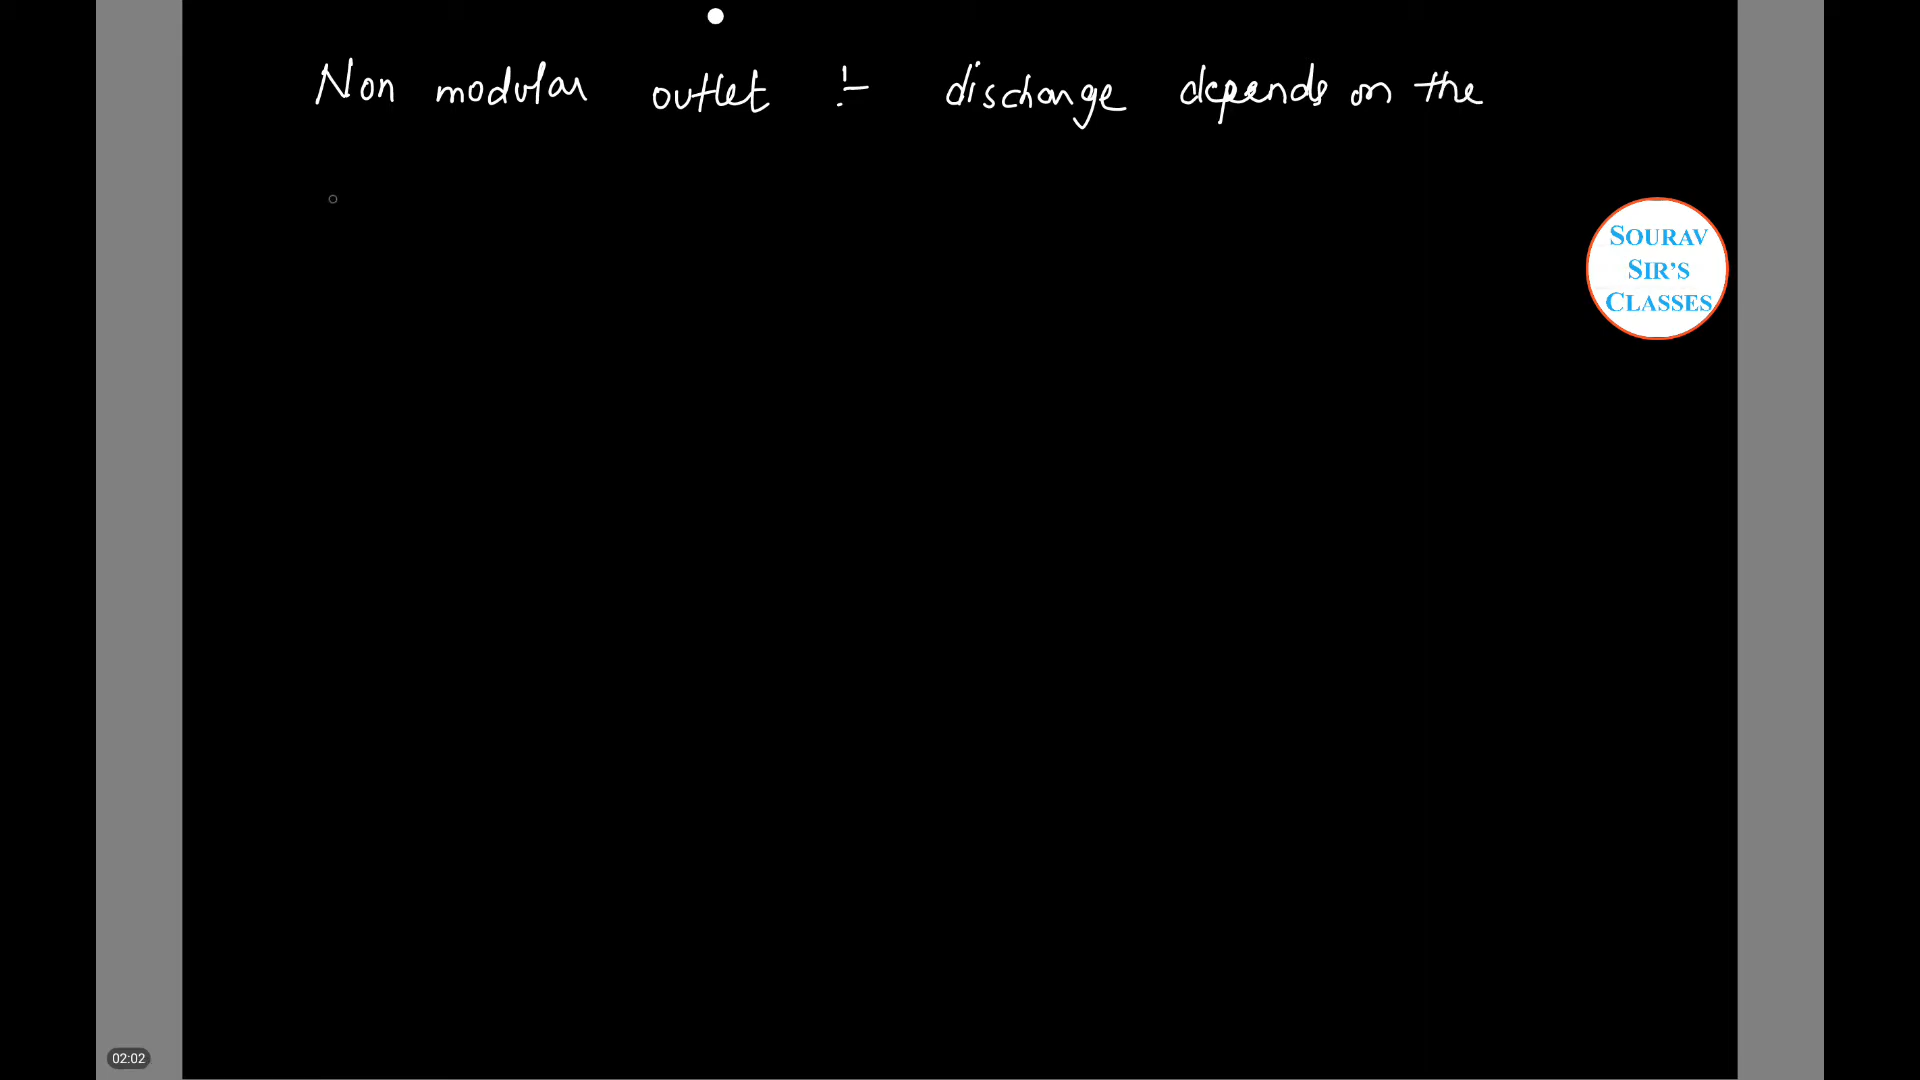 Non modular outlet :- discharge depends on the
SOURAV
SIR'S
CLASSES
02:02